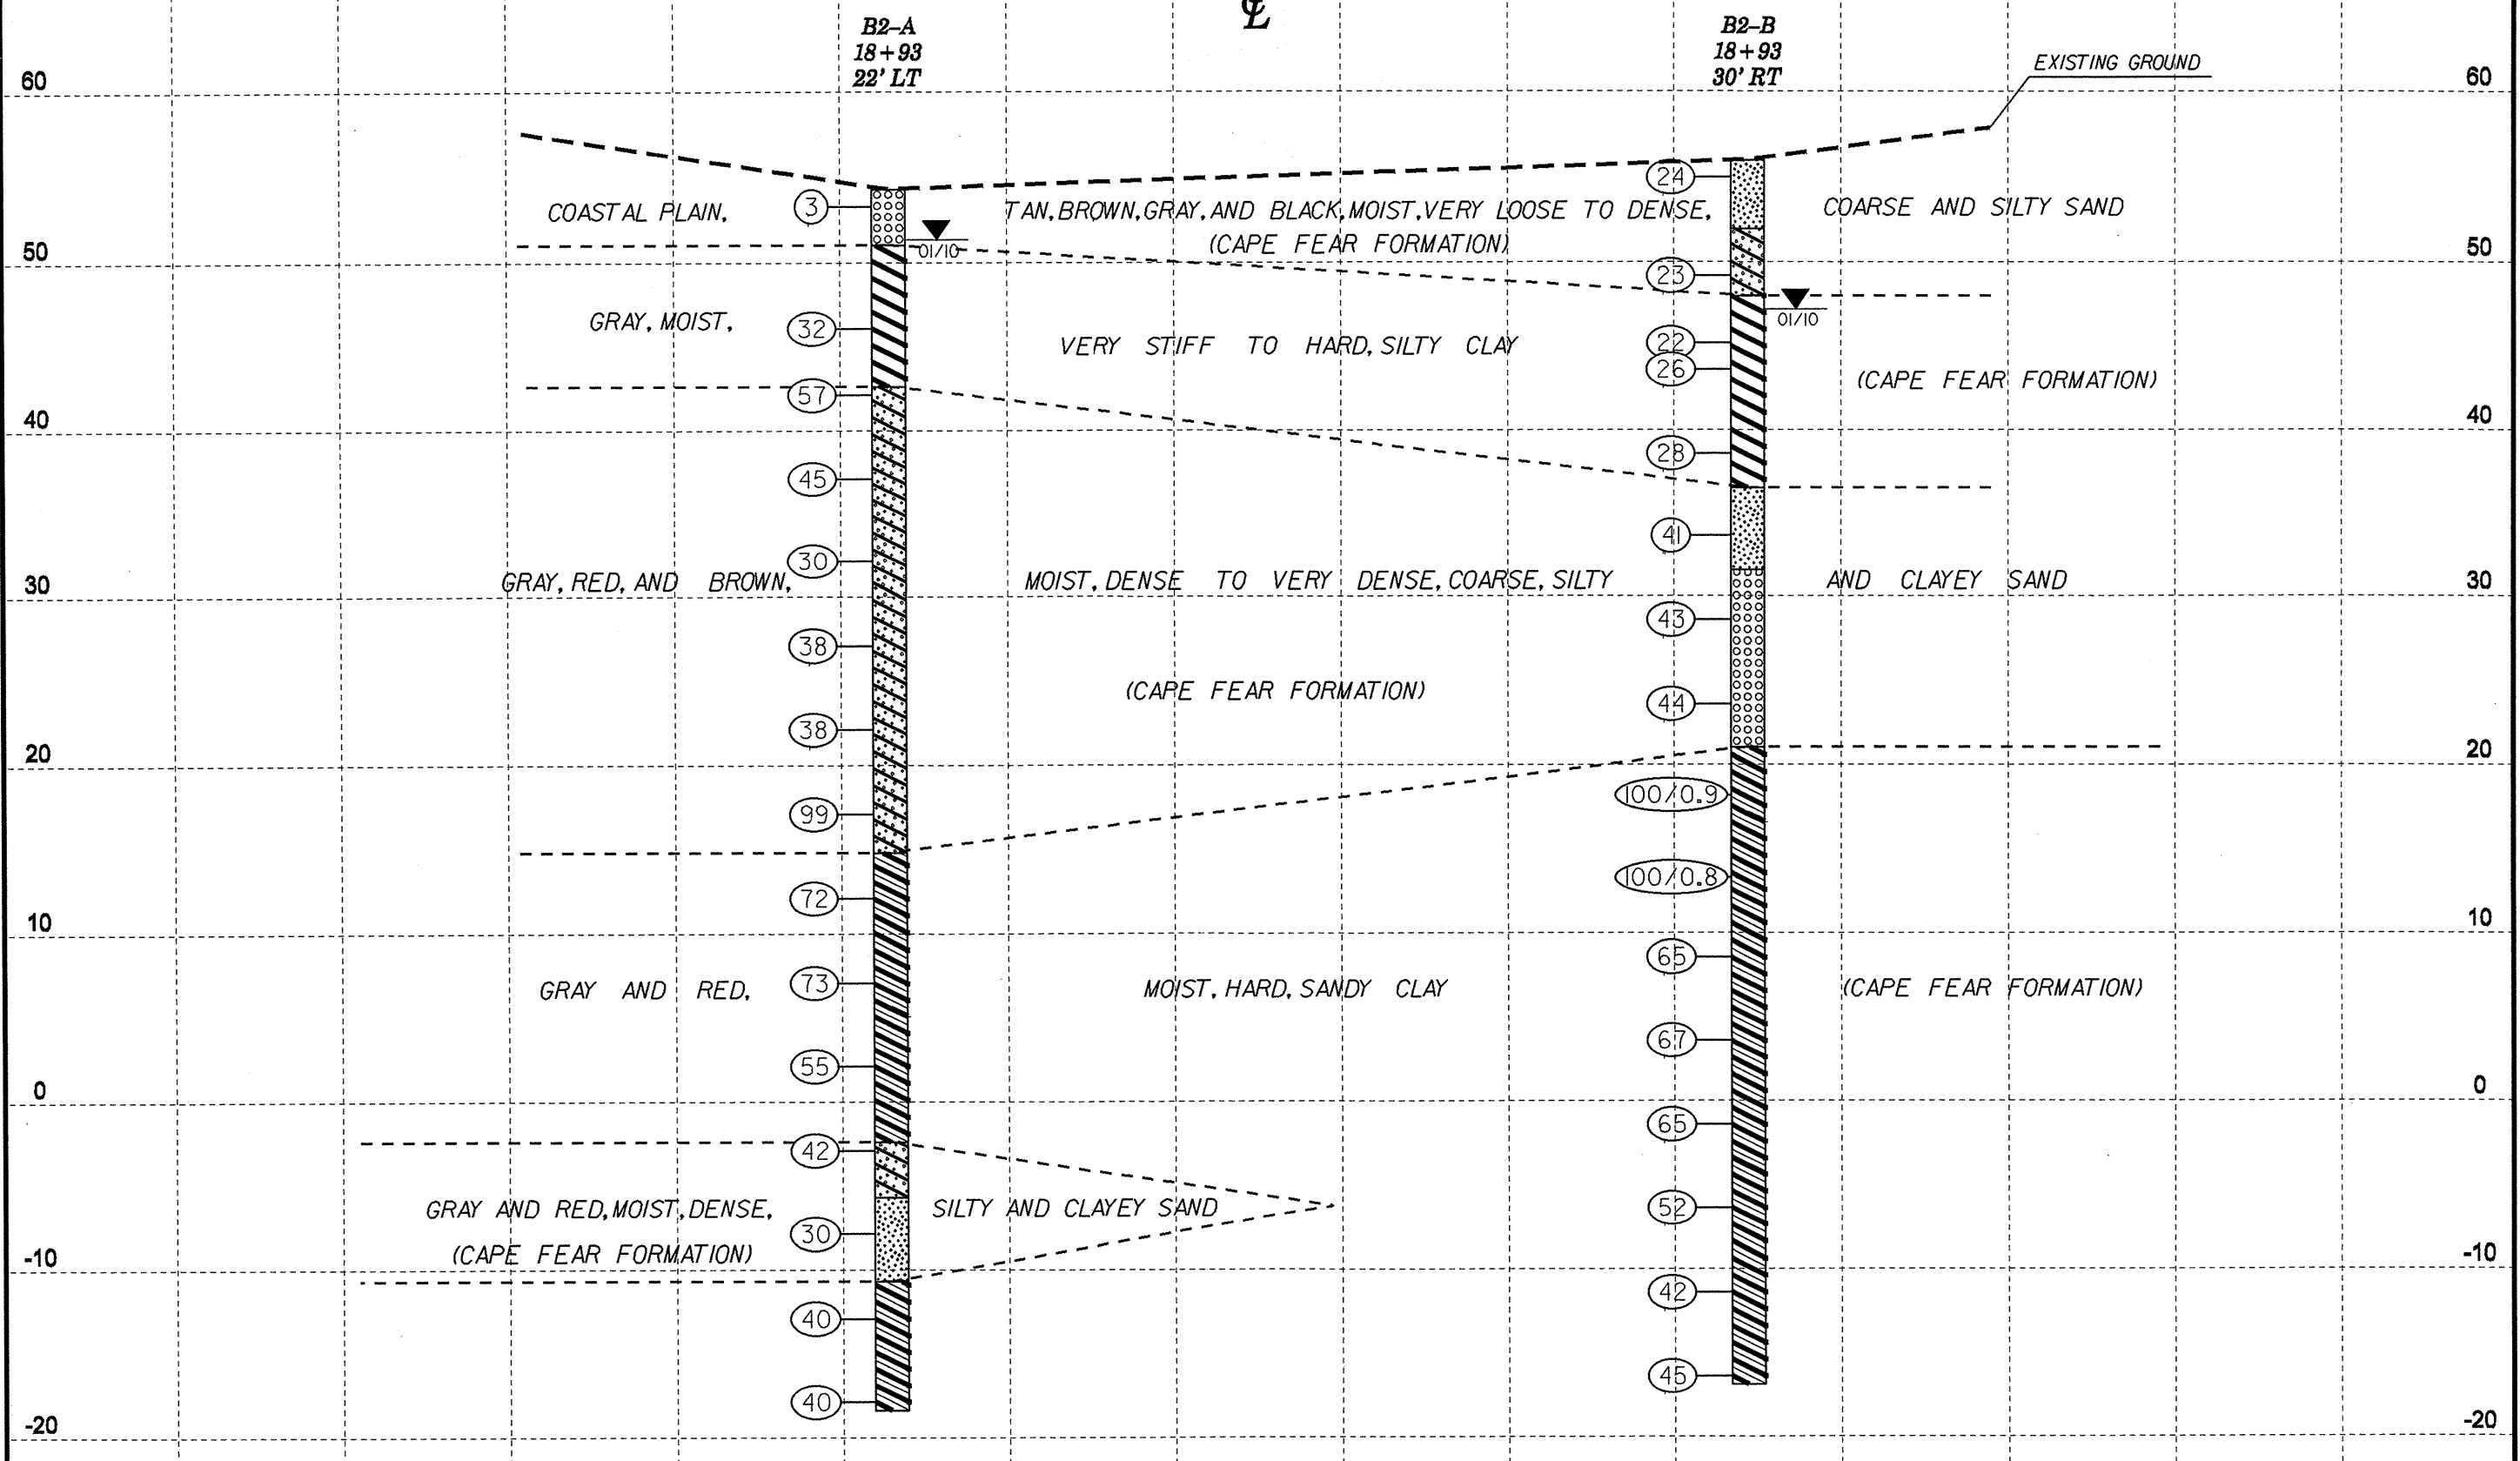 ℄
B2-A
18+93
22' LT
B2-B
18+93
30' RT
EXISTING GROUND
60 60
24
COASTAL PLAIN, 3 TAN, BROWN, GRAY, AND BLACK, MOIST, VERY LOOSE TO DENSE, COARSE AND SILTY SAND
01/10 (CAPE FEAR FORMATION)
50 50
23
01/10
GRAY, MOIST, 32 VERY STIFF TO HARD, SILTY CLAY 22
26 (CAPE FEAR FORMATION)
57
40 40
28
45
41
30
30 GRAY, RED, AND BROWN, MOIST, DENSE TO VERY DENSE, COARSE, SILTY AND CLAYEY SAND 30
43
38
(CAPE FEAR FORMATION)
44
38
20 20
100/0.9
99
100/0.8
72
10 10
65
GRAY AND RED, 73 MOIST, HARD, SANDY CLAY (CAPE FEAR FORMATION)
67
55
0 0
65
42
GRAY AND RED, MOIST, DENSE, SILTY AND CLAYEY SAND 52
30
(CAPE FEAR FORMATION)
-10 -10
42
40
45
40
-20 -20